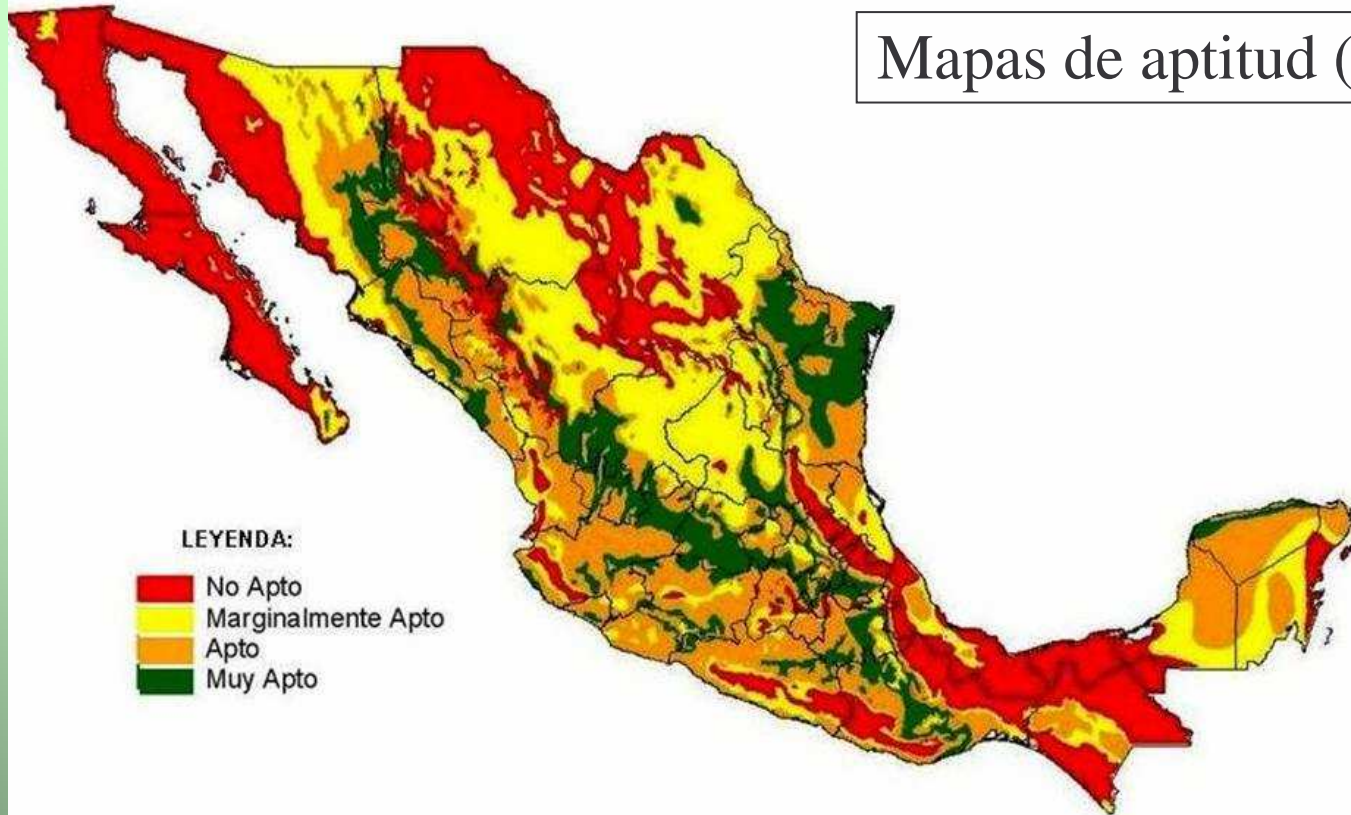 Mapas de aptitud (
LEYENDA:
No Apto
Marginalmente Apto
Apto
Muy Apto
?